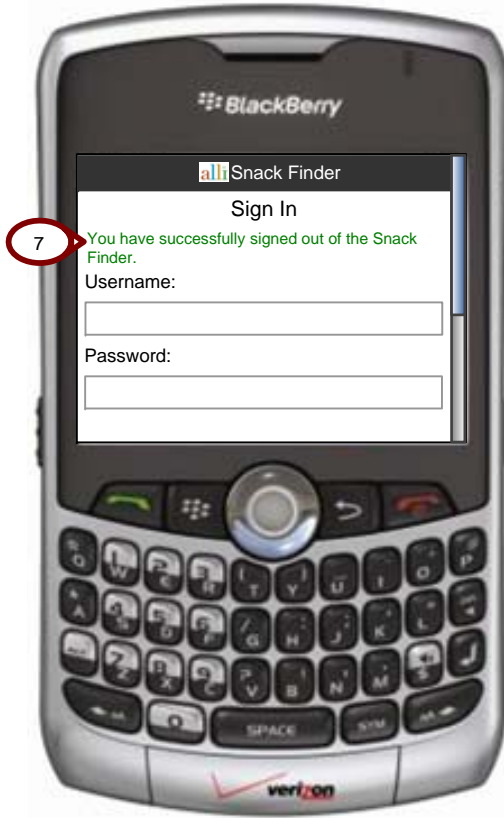 BlackBerry
alli Snack Finder
Sign In
7
You have successfully signed out of the Snack
Finder.
Username:
Password:
Q W E R T Y U I O P
A S D F G H J K L
Z X C V B N M $
0 SPACE SYM
verizon